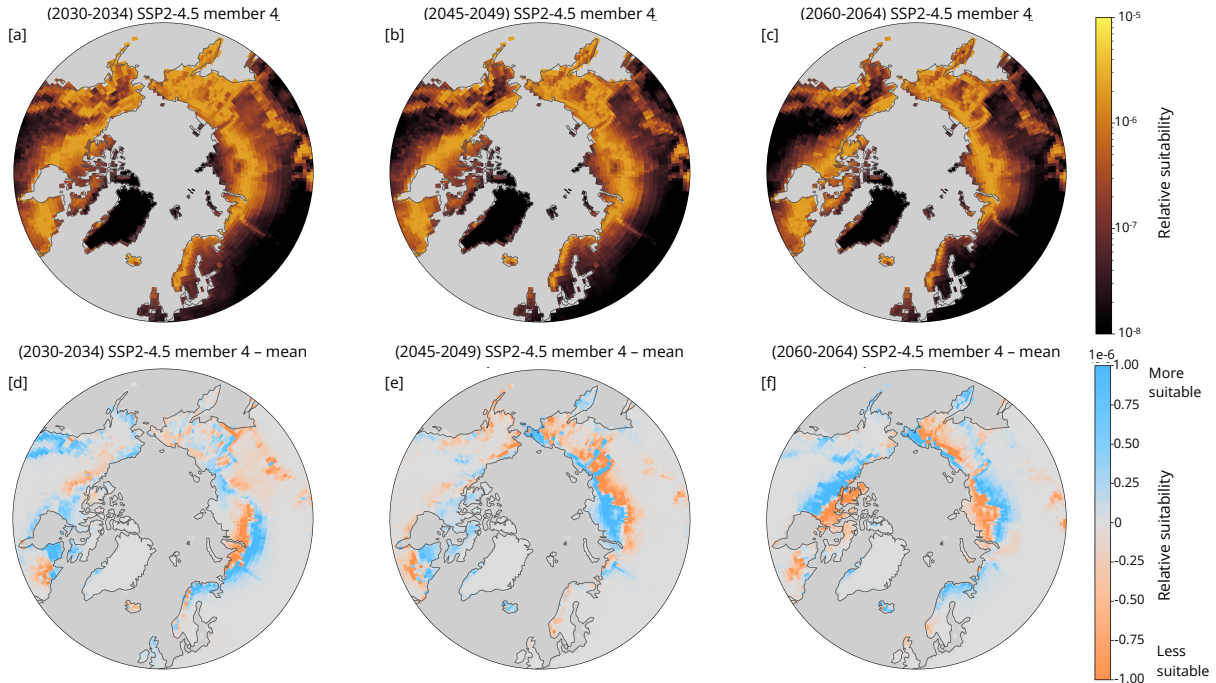 (2030-2034) SSP2-4.5 member 4
(2045-2049) SSP2-4.5 member 4
(2060-2064) SSP2-4.5 member 4
[a]
[b]
[c]
10-5
10-6
10-7
10-8
Relative suitability
(2030-2034) SSP2-4.5 member 4 – mean
(2045-2049) SSP2-4.5 member 4 – mean
(2060-2064) SSP2-4.5 member 4 – mean
[d]
[e]
[f]
1e-6
1.00
0.75
0.50
0.25
0
-0.25
-0.50
-0.75
-1.00
More
suitable
Relative suitability
Less
suitable